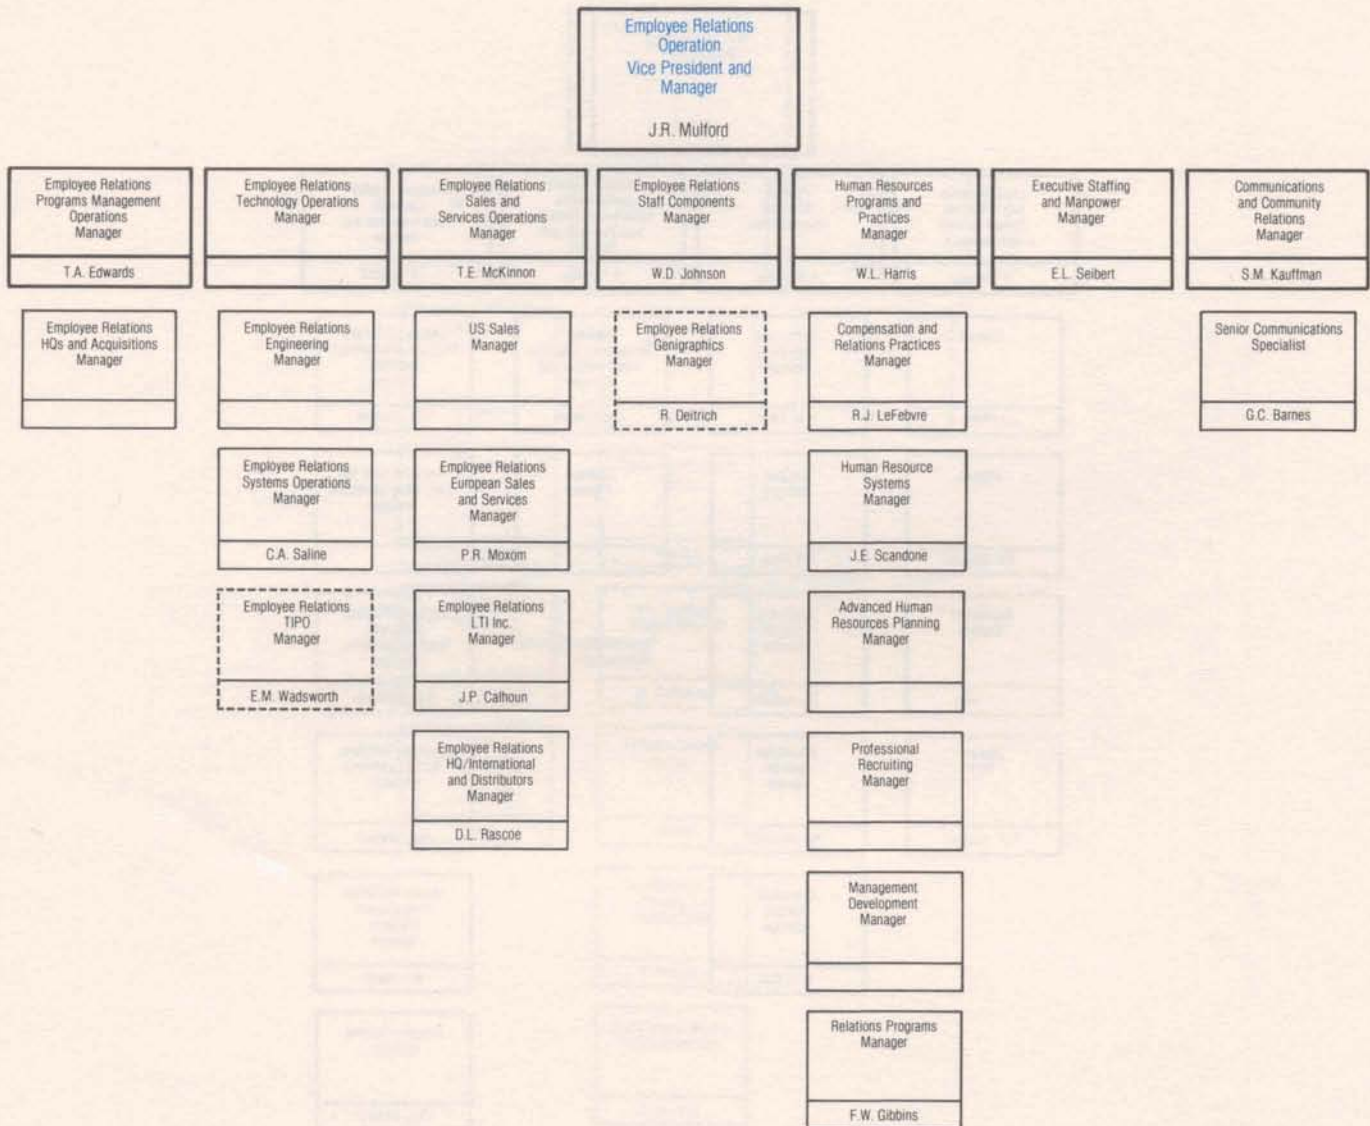 Employee Relations
Operation
Vice President and
Manager
J.R. Mulford
Employee Relations
Programs Management
Operations
Manager
T.A. Edwards
Employee Relations
Technology Operations
Manager
Employee Relations
Sales and
Services Operations
Manager
T.E. McKinnon
Employee Relations
Staff Components
Manager
W.D. Johnson
Human Resources
Programs and
Practices
Manager
W.L. Harris
Executive Staffing
and Manpower
Manager
E.L. Seibert
Communications
and Community
Relations
Manager
S.M. Kauffman
Employee Relations
HQs and Acquisitions
Manager
Employee Relations
Engineering
Manager
US Sales
Manager
Employee Relations
Genigraphics
Manager
R. Deitrich
Compensation and
Relations Practices
Manager
R.J. LeFebvre
Senior Communications
Specialist
G.C. Barnes
Employee Relations
Systems Operations
Manager
C.A. Saline
Employee Relations
European Sales
and Services
Manager
P.R. Moxom
Human Resource
Systems
Manager
J.E. Scandone
Employee Relations
TIPO
Manager
E.M. Wadsworth
Employee Relations
LTI Inc.
Manager
J.P. Calhoun
Advanced Human
Resources Planning
Manager
Employee Relations
HQ/International
and Distributors
Manager
D.L. Rascoe
Professional
Recruiting
Manager
Management
Development
Manager
Relations Programs
Manager
F.W. Gibbins